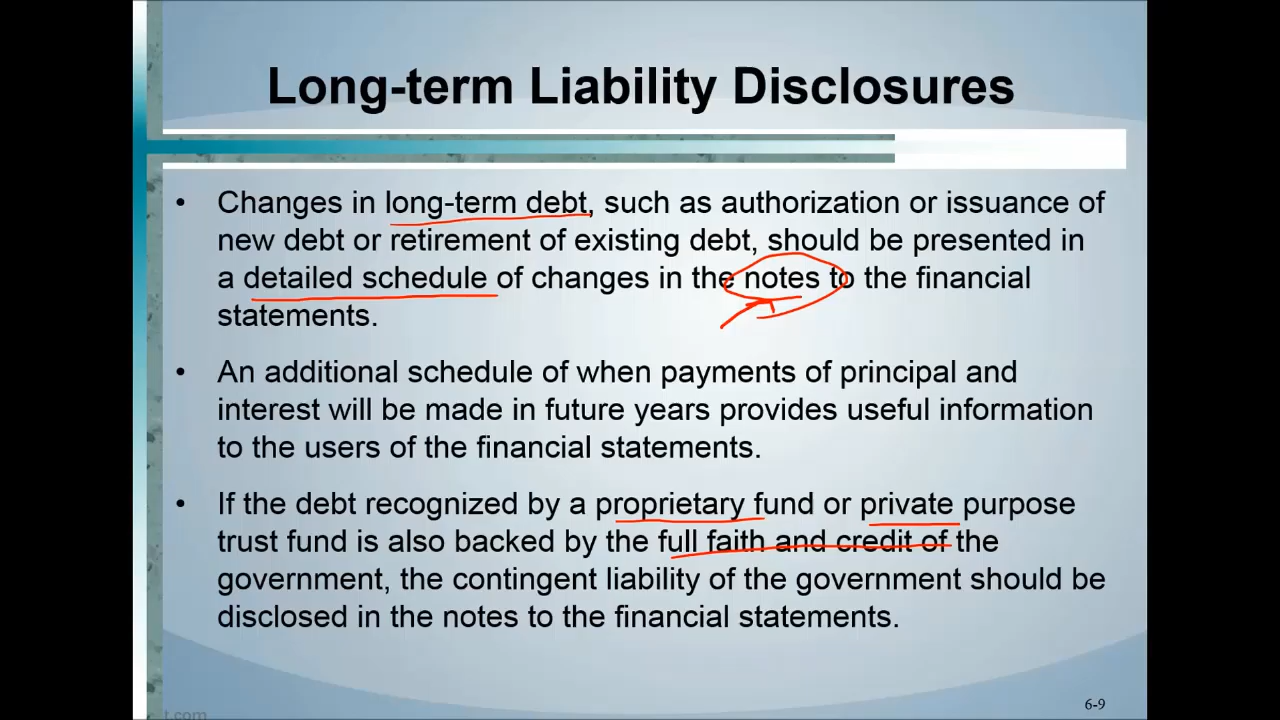 Long-term Liability Disclosures
• Changes in long-term debt, such as authorization or issuance of
new debt or retirement of existing debt, should be presented in
a detailed schedule of changes in the notes to the financial
statements.
• An additional schedule of when payments of principal and
interest will be made in future years provides useful information
to the users of the financial statements.
• If the debt recognized by a proprietary fund or private purpose
trust fund is also backed by the full faith and credit of the
government, the contingent liability of the government should be
disclosed in the notes to the financial statements.
6-9